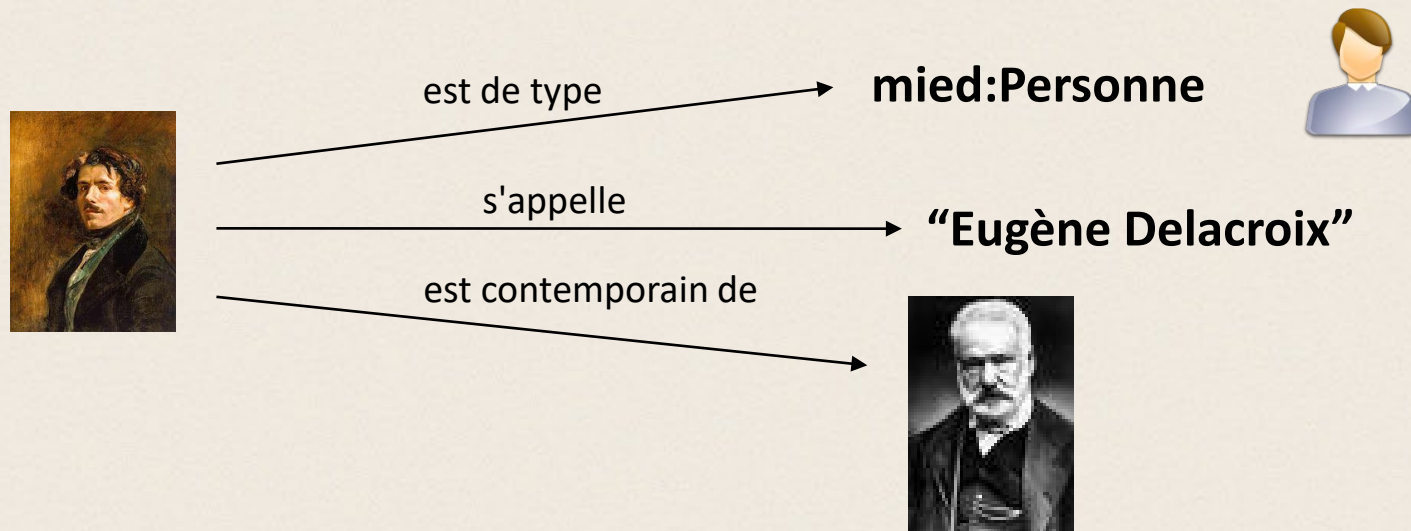 est de type
mied:Personne
s'appelle
“Eugène Delacroix”
est contemporain de